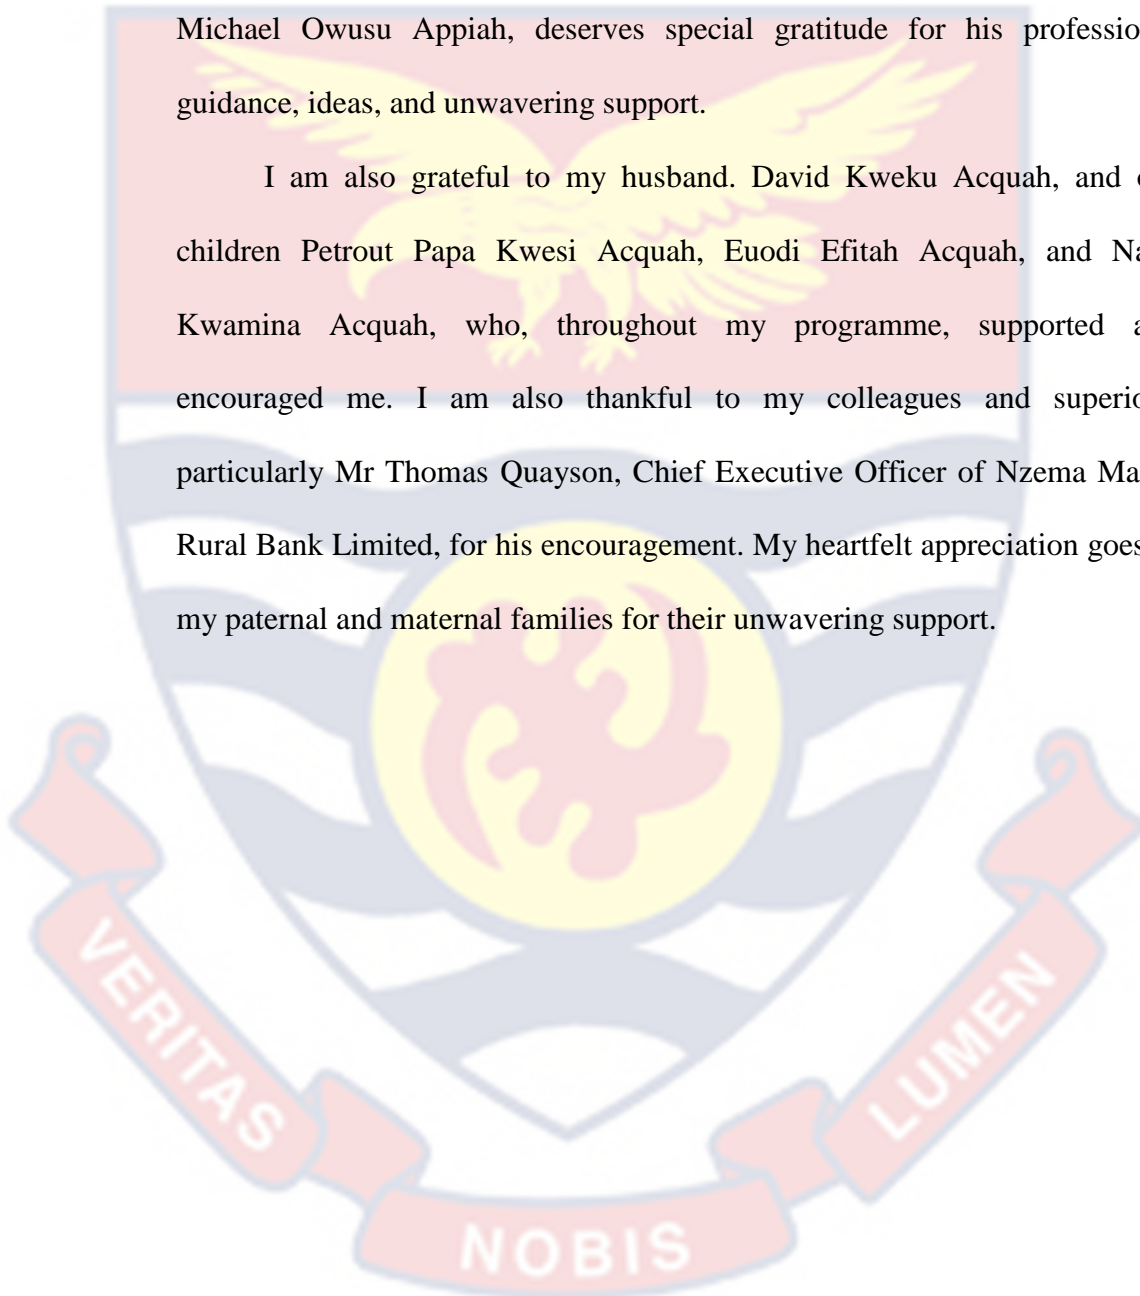 Michael Owusu Appiah, deserves special gratitude for his profession
guidance, ideas, and unwavering support.
I am also grateful to my husband. David Kweku Acquah, and
children Petrout Papa Kwesi Acquah, Euodi Efitah Acquah, and Na
Kwamina Acquah, who, throughout my programme, supported a
encouraged me. I am also thankful to my colleagues and superio
particularly Mr Thomas Quayson, Chief Executive Officer of Nzema Ma
Rural Bank Limited, for his encouragement. My heartfelt appreciation goes
my paternal and maternal families for their unwavering support.
VERITAS
NOBIS
LUMEN